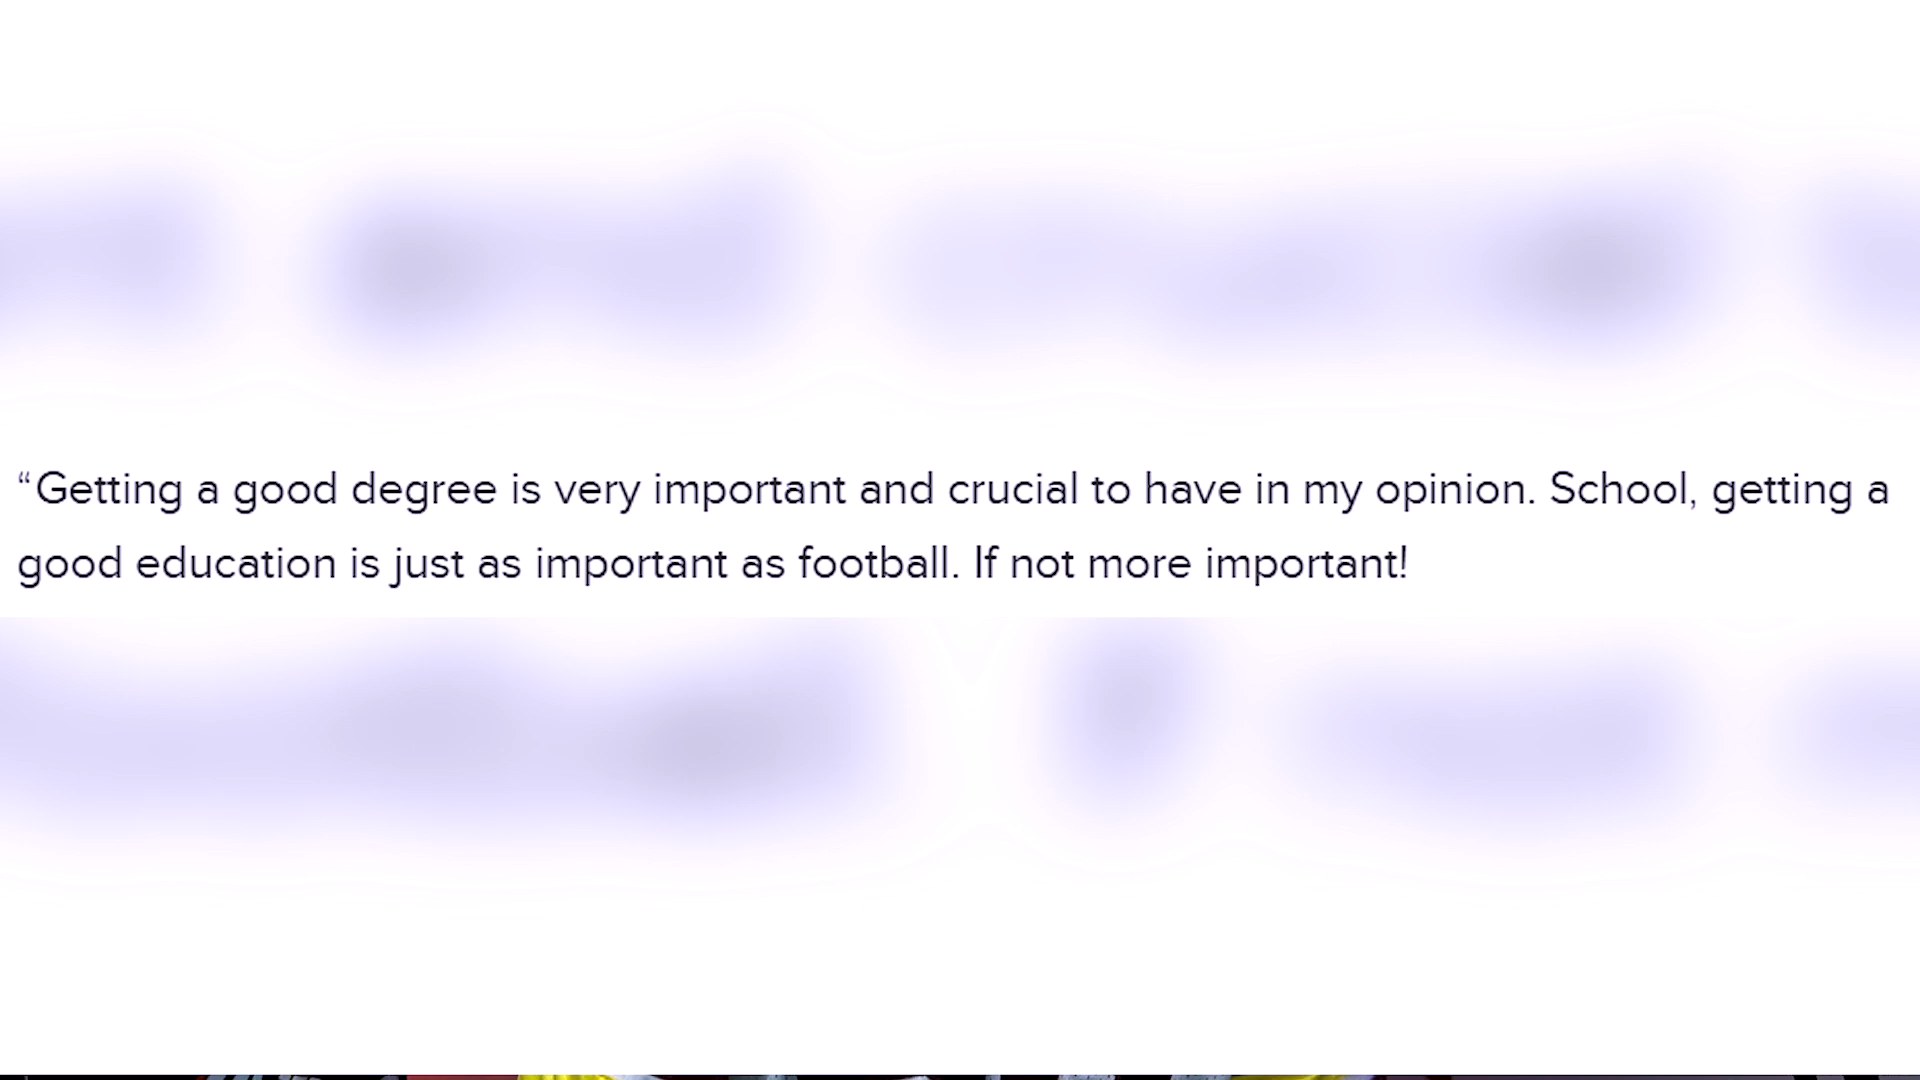 “Getting a good degree is very important and crucial to have in my opinion. School, getting a
good education is just as important as football. If not more important!